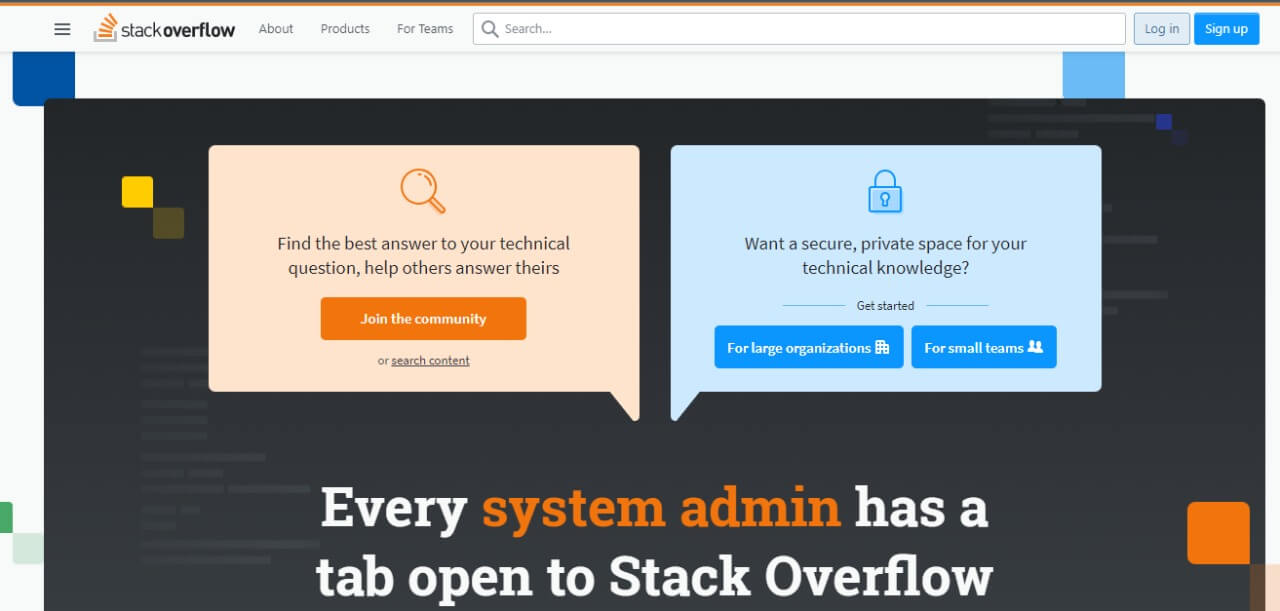 stackoverflow About Products For Teams Search... Log in Sign up
Find the best answer to your technical
question, help others answer theirs
Join the community
or search content
Want a secure, private space for your
technical knowledge?
Get started
For large organizations For small teams
Every system admin has a
tab open to Stack Overflow